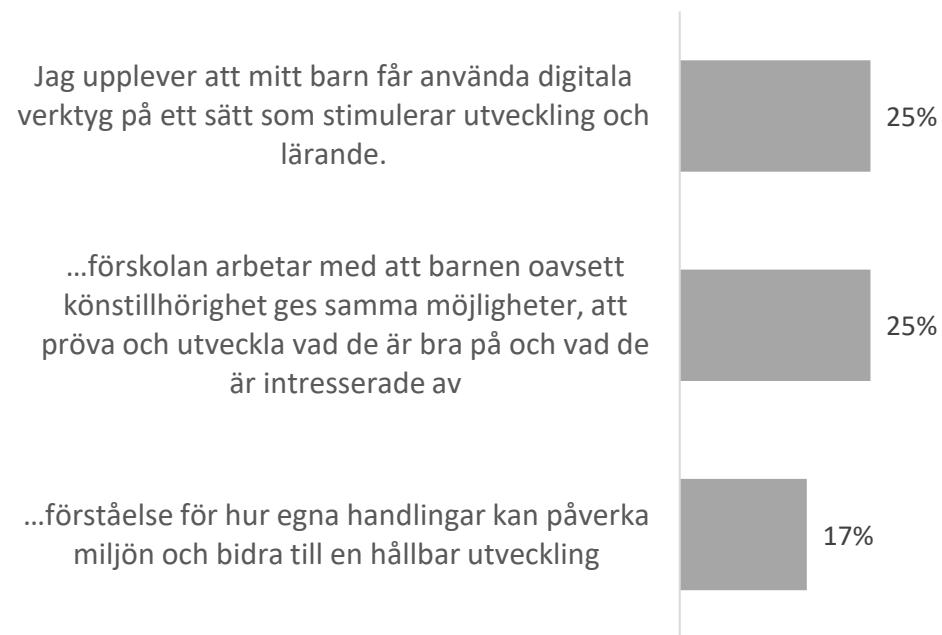 Jag upplever att mitt barn får använda digitala
verktyg på ett sätt som stimulerar utveckling och
lärande.
25%
…förskolan arbetar med att barnen oavsett
könstillhörighet ges samma möjligheter, att
pröva och utveckla vad de är bra på och vad de
är intresserade av
25%
…förståelse för hur egna handlingar kan påverka
miljön och bidra till en hållbar utveckling
17%